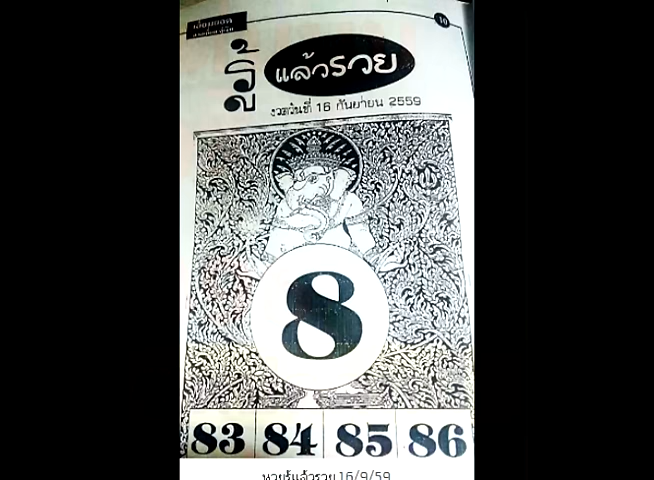 10
รู้
แล้วรวย
งวดวันที่ 16 กันยายน 2559
8
83 84 85 86
หวยรู้แล้วรวย 16/9/59